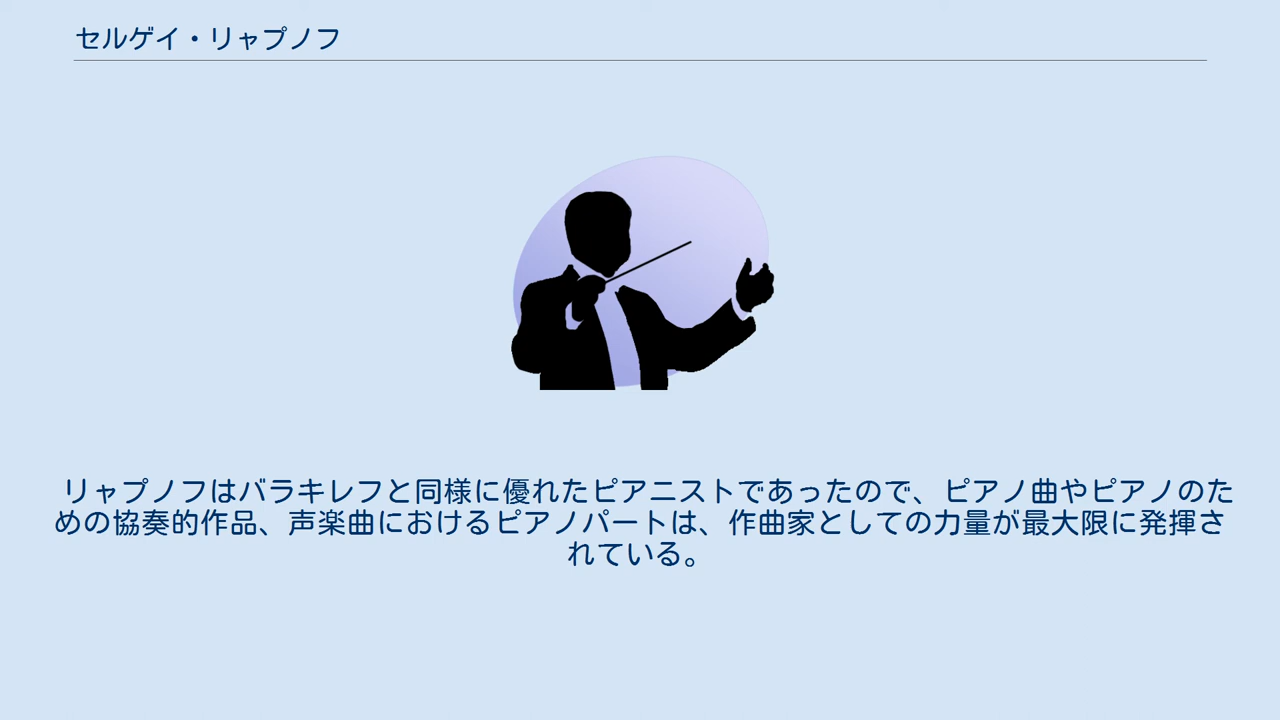 セルゲイ・リャプノフ
リャプノフはバラキレフと同様に優れたピアニストであったので、ピアノ曲やピアノのた
めの協奏的作品、声楽曲におけるピアノパートは、作曲家としての力量が最大限に発揮さ
れている。